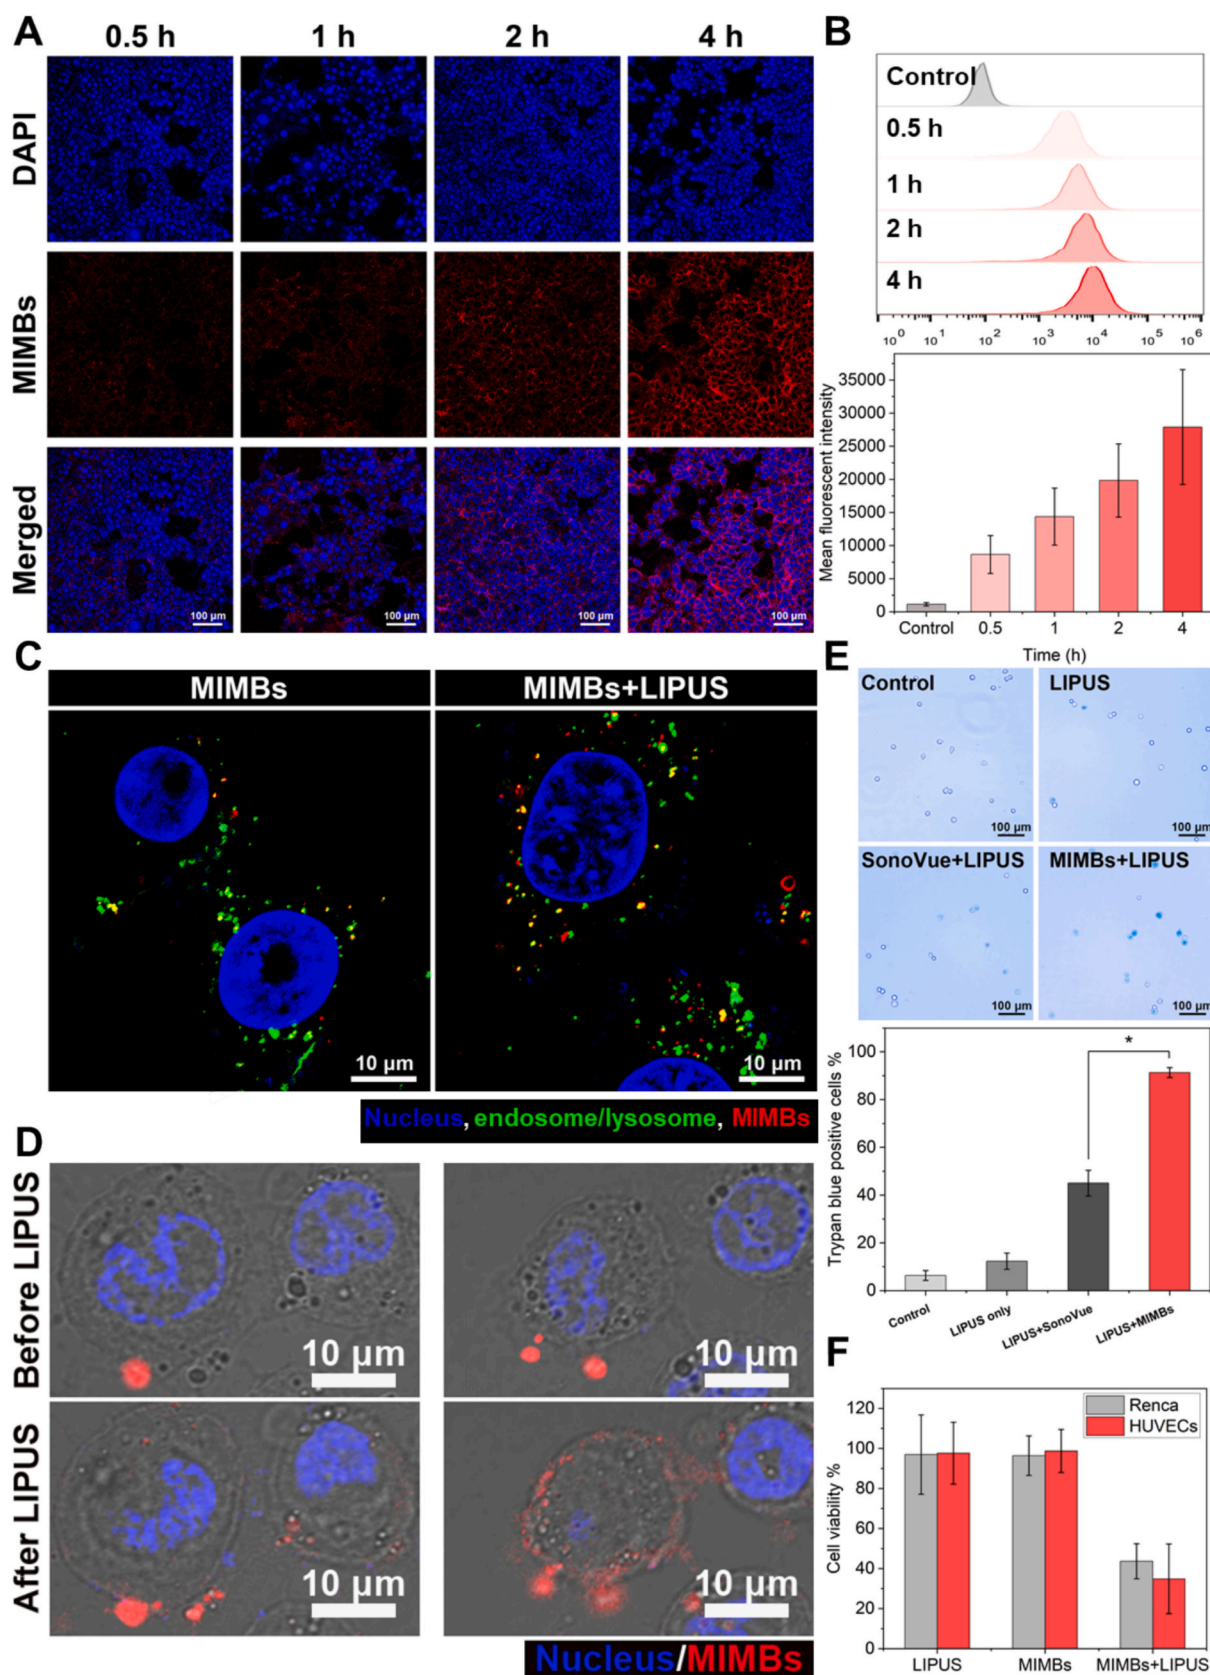 A
0.5 h
1 h
2 h
4 h
DAPI
MIMBs
Merged
100 µm
100 µm
100 µm
100 µm
B
Control
0.5 h
1 h
2 h
4 h
10^0
10^1
10^2
10^3
10^4
10^5
10^6
Mean fluorescent intensity
35000
30000
25000
20000
15000
10000
5000
0
Control
0.5
1
2
4
Time (h)
C
MIMBs
MIMBs+LIPUS
10 µm
10 µm
Nucleus, endosome/lysosome, MIMBs
D
Before LIPUS
After LIPUS
10 µm
10 µm
10 µm
10 µm
Nucleus/MIMBs
E
Control
LIPUS
100 µm
100 µm
SonoVue+LIPUS
MIMBs+LIPUS
100 µm
100 µm
Trypan blue positive cells %
100
80
60
40
20
0
*
Control
LIPUS only
LIPUS+SonoVue
LIPUS+MIMBs
F
Cell viability %
120
100
80
60
40
20
0
Renca
HUVECs
LIPUS
MIMBs
MIMBs+LIPUS